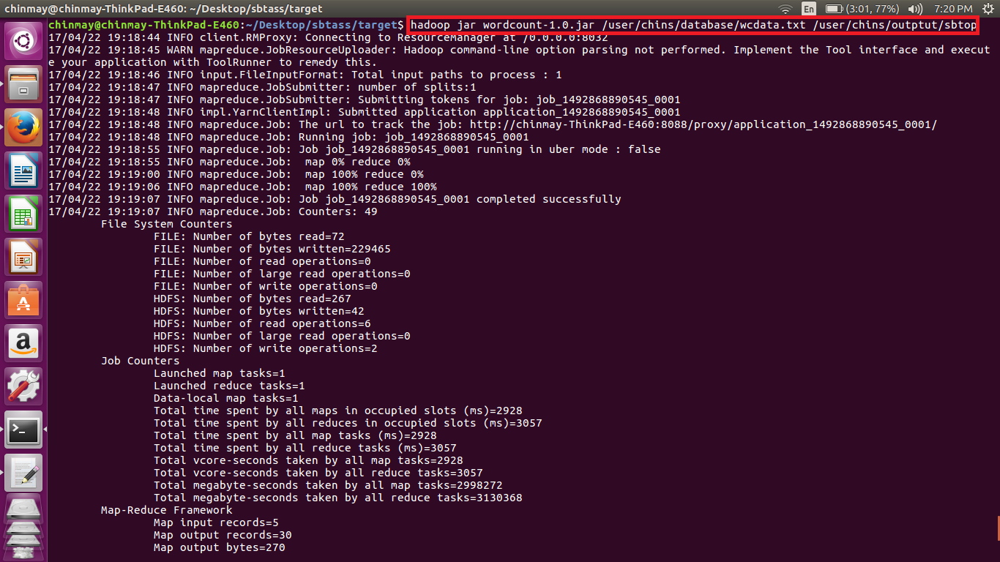 chinmay@chinmay-ThinkPad-E460: ~/Desktop/sbtass/target
En
(3:01, 77%)
7:20 PM
chinmay@chinmay-ThinkPad-E460:~/Desktop/sbtass/target$ hadoop jar wordcount-1.0.jar /user/chins/database/wcdata.txt /user/chins/outptut/sbtop
17/04/22 19:18:44 INFO client.RMProxy: Connecting to ResourceManager at /0.0.0.0:8032
17/04/22 19:18:45 WARN mapreduce.JobResourceUploader: Hadoop command-line option parsing not performed. Implement the Tool interface and execut
e your application with ToolRunner to remedy this.
17/04/22 19:18:46 INFO input.FileInputFormat: Total input paths to process : 1
17/04/22 19:18:47 INFO mapreduce.JobSubmitter: number of splits:1
17/04/22 19:18:47 INFO mapreduce.JobSubmitter: Submitting tokens for job: job_1492868890545_0001
17/04/22 19:18:48 INFO impl.YarnClientImpl: Submitted application application_1492868890545_0001
17/04/22 19:18:48 INFO mapreduce.Job: The url to track the job: http://chinmay-ThinkPad-E460:8088/proxy/application_1492868890545_0001/
17/04/22 19:18:48 INFO mapreduce.Job: Running job: job_1492868890545_0001
17/04/22 19:18:55 INFO mapreduce.Job: Job job_1492868890545_0001 running in uber mode : false
17/04/22 19:18:55 INFO mapreduce.Job:  map 0% reduce 0%
17/04/22 19:19:00 INFO mapreduce.Job:  map 100% reduce 0%
17/04/22 19:19:06 INFO mapreduce.Job:  map 100% reduce 100%
17/04/22 19:19:07 INFO mapreduce.Job: Job job_1492868890545_0001 completed successfully
17/04/22 19:19:07 INFO mapreduce.Job: Counters: 49
File System Counters
FILE: Number of bytes read=72
FILE: Number of bytes written=229465
FILE: Number of read operations=0
FILE: Number of large read operations=0
FILE: Number of write operations=0
HDFS: Number of bytes read=267
HDFS: Number of bytes written=42
HDFS: Number of read operations=6
HDFS: Number of large read operations=0
HDFS: Number of write operations=2
Job Counters
Launched map tasks=1
Launched reduce tasks=1
Data-local map tasks=1
Total time spent by all maps in occupied slots (ms)=2928
Total time spent by all reduces in occupied slots (ms)=3057
Total time spent by all map tasks (ms)=2928
Total time spent by all reduce tasks (ms)=3057
Total vcore-seconds taken by all map tasks=2928
Total vcore-seconds taken by all reduce tasks=3057
Total megabyte-seconds taken by all map tasks=2998272
Total megabyte-seconds taken by all reduce tasks=3130368
Map-Reduce Framework
Map input records=5
Map output records=30
Map output bytes=270